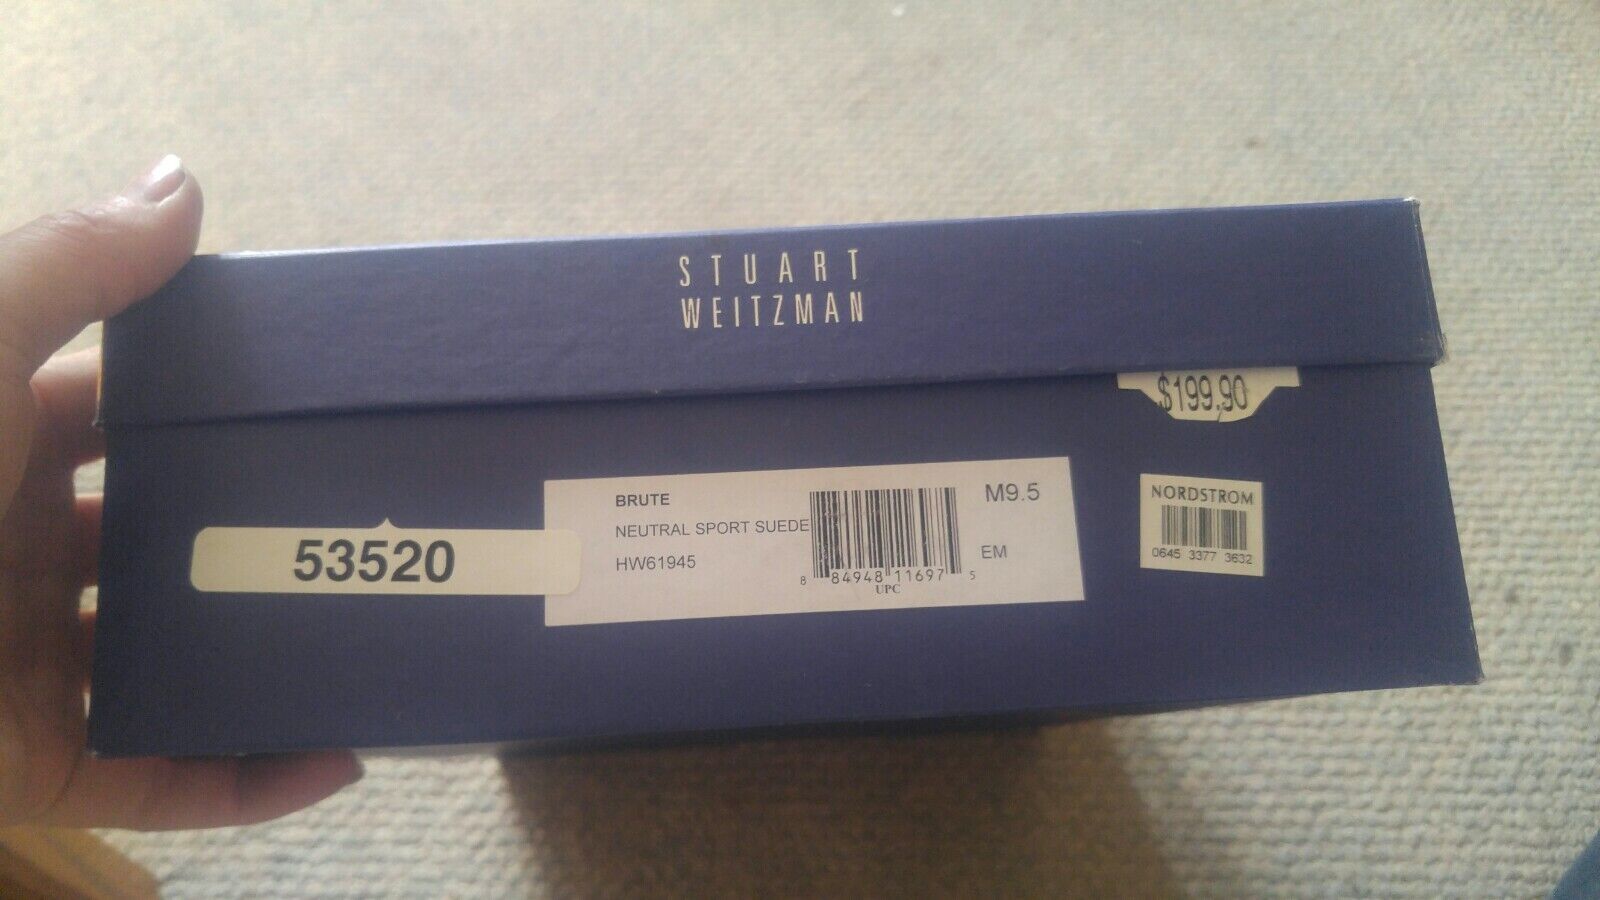 STUART
WEITZMAN
$199.90
53520
BRUTE
NEUTRAL SPORT SUEDE
HW61945
8 84948 11697 5
UPC
M9.5
EM
NORDSTROM
0645 3377 3632